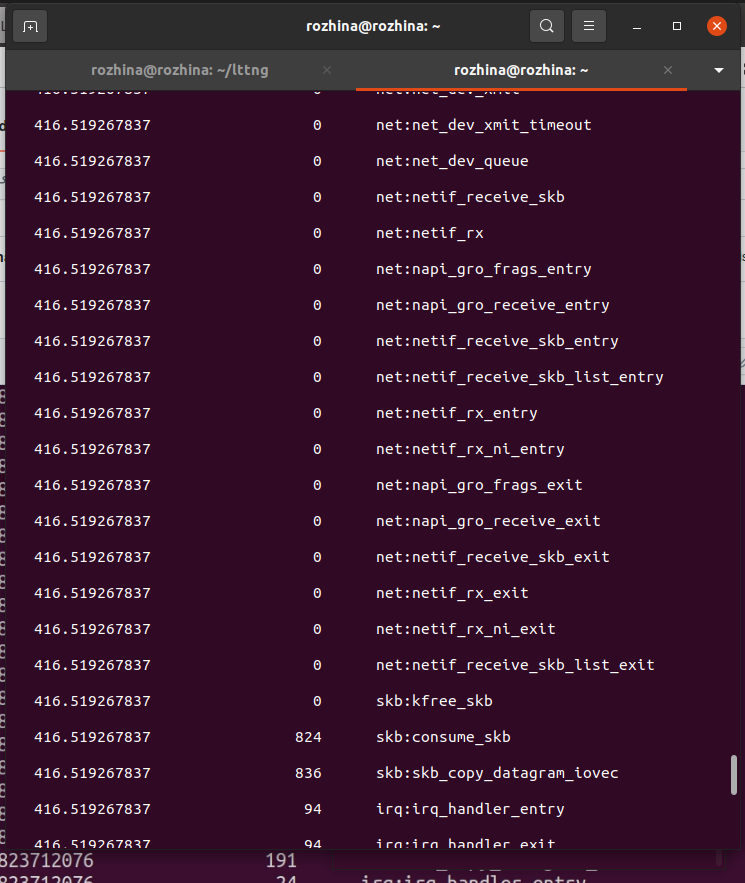 rozhina@rozhina: ~
rozhina@rozhina: ~/lttng
rozhina@rozhina: ~
416.519267837 0 net:net_dev_xmit
416.519267837 0 net:net_dev_xmit_timeout
416.519267837 0 net:net_dev_queue
416.519267837 0 net:netif_receive_skb
416.519267837 0 net:netif_rx
416.519267837 0 net:napi_gro_frags_entry
416.519267837 0 net:napi_gro_receive_entry
416.519267837 0 net:netif_receive_skb_entry
416.519267837 0 net:netif_receive_skb_list_entry
416.519267837 0 net:netif_rx_entry
416.519267837 0 net:netif_rx_ni_entry
416.519267837 0 net:napi_gro_frags_exit
416.519267837 0 net:napi_gro_receive_exit
416.519267837 0 net:netif_receive_skb_exit
416.519267837 0 net:netif_rx_exit
416.519267837 0 net:netif_rx_ni_exit
416.519267837 0 net:netif_receive_skb_list_exit
416.519267837 0 skb:kfree_skb
416.519267837 824 skb:consume_skb
416.519267837 836 skb:skb_copy_datagram_iovec
416.519267837 94 irq:irq_handler_entry
416.519267837 94 irq:irq_handler_exit
823712076 191
823712076 24 irq:irq_handler_entry